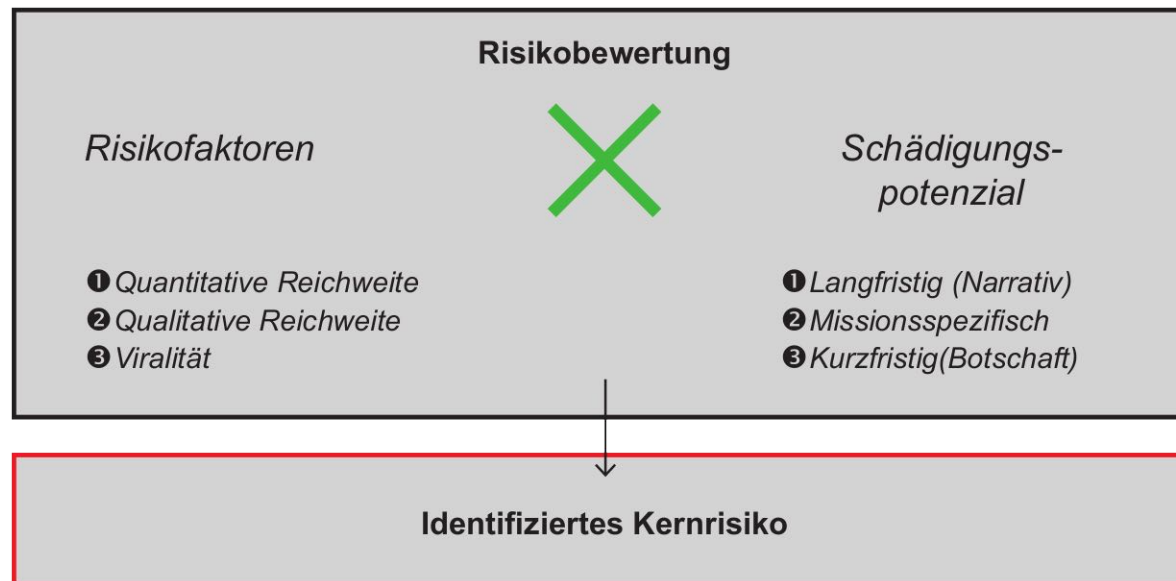 Risikobewertung
Risikofaktoren
Schädigungs-
potenzial
❶ Quantitative Reichweite
❷ Qualitative Reichweite
❸ Viralität
❶ Langfristig (Narrativ)
❷ Missionsspezifisch
❸ Kurzfristig(Botschaft)
Identifiziertes Kernrisiko